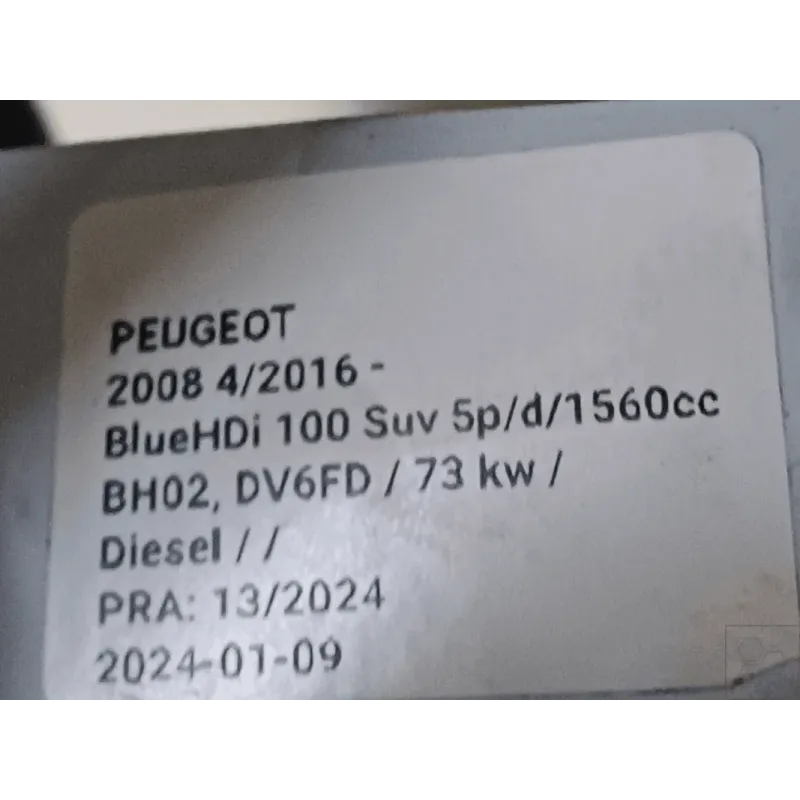 PEUGEOT
2008 4/2016 -
BlueHDi 100 Suv 5p/d/1560cc
BH02, DV6FD / 73 kw /
Diesel / /
PRA: 13/2024
2024-01-09